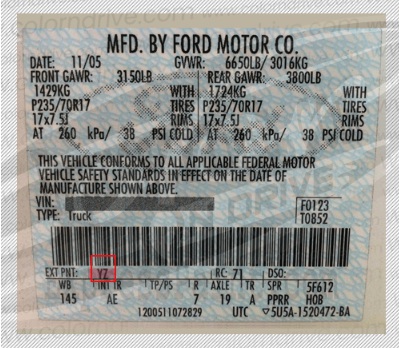 www.colorndrive.com
MFD. BY FORD MOTOR CO.
DATE: 11/05 GVWR: 6650LB/ 3016KG
FRONT GAWR: 3150LB REAR GAWR: 3800LB
1429KG WITH 1724KG WITH
P235/70R17 TIRES P235/70R17 TIRES
17x7.5J RIMS 17x7.5J RIMS
AT 260 kPa/ 38 PSI COLD AT 260 kPa/ 38 PSI COLD
THIS VEHICLE CONFORMS TO ALL APPLICABLE FEDERAL MOTOR
VEHICLE SAFETY STANDARDS IN EFFECT ON THE DATE OF
MANUFACTURE SHOWN ABOVE.
VIN:
TYPE: Truck
F0123
T0852
EXT PNT: YZ RC: 71 DSO:
WB INT TR TP/PS R AXLE TR SPR 5F612
145 AE 7 19 A PPRR HOB
1200511072829 UTC ▽5U5A-1520472-BA